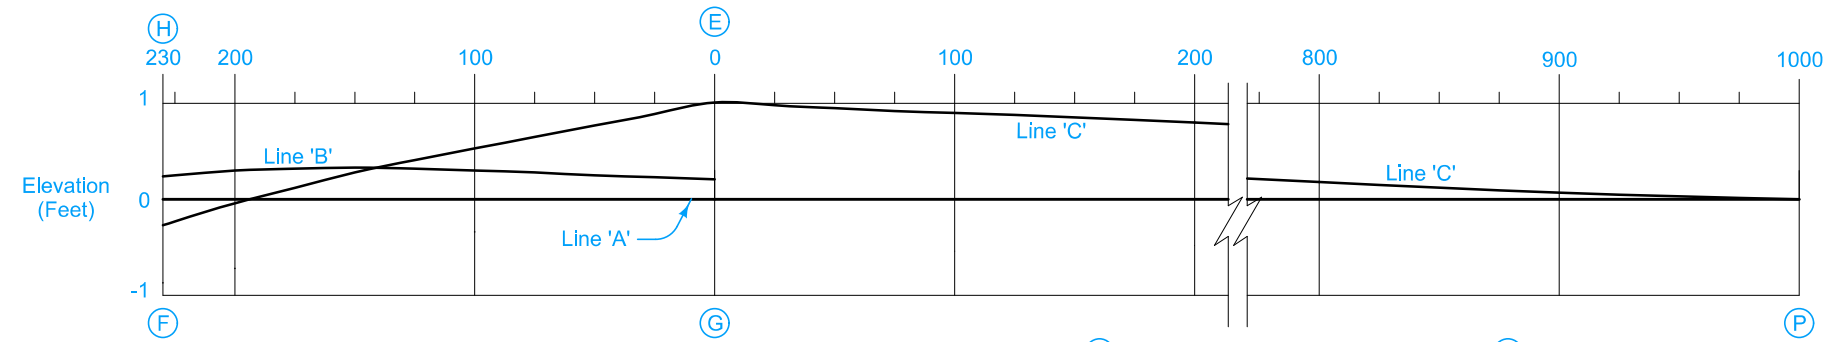 H E
230 200 100 0 100 200 800 900 1000
1
Line 'C'
Line 'B'
Line 'C'
Elevation
(Feet)
0
Line 'A'
-1
F G P